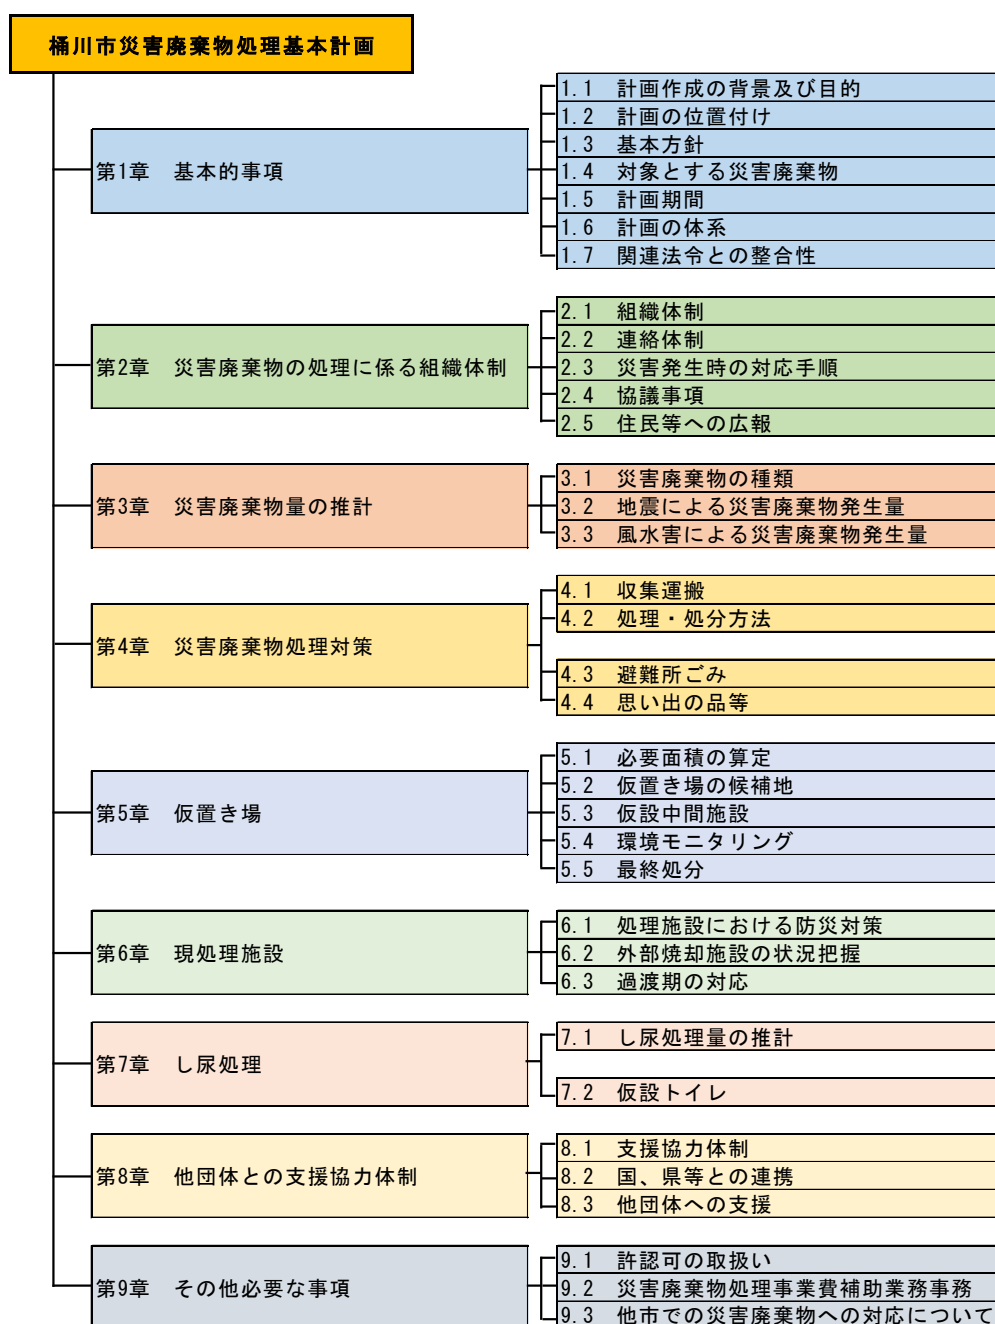 桶川市災害廃棄物処理基本計画
第1章　基本的事項
1.1　計画作成の背景及び目的
1.2　計画の位置付け
1.3　基本方針
1.4　対象とする災害廃棄物
1.5　計画期間
1.6　計画の体系
1.7　関連法令との整合性
第2章　災害廃棄物の処理に係る組織体制
2.1　組織体制
2.2　連絡体制
2.3　災害発生時の対応手順
2.4　協議事項
2.5　住民等への広報
第3章　災害廃棄物量の推計
3.1　災害廃棄物の種類
3.2　地震による災害廃棄物発生量
3.3　風水害による災害廃棄物発生量
第4章　災害廃棄物処理対策
4.1　収集運搬
4.2　処理・処分方法
4.3　避難所ごみ
4.4　思い出の品等
第5章　仮置き場
5.1　必要面積の算定
5.2　仮置き場の候補地
5.3　仮設中間施設
5.4　環境モニタリング
5.5　最終処分
第6章　現処理施設
6.1　処理施設における防災対策
6.2　外部焼却施設の状況把握
6.3　過渡期の対応
第7章　し尿処理
7.1　し尿処理量の推計
7.2　仮設トイレ
第8章　他団体との支援協力体制
8.1　支援協力体制
8.2　国、県等との連携
8.3　他団体への支援
第9章　その他必要な事項
9.1　許認可の取扱い
9.2　災害廃棄物処理事業費補助業務事務
9.3　他市での災害廃棄物への対応について